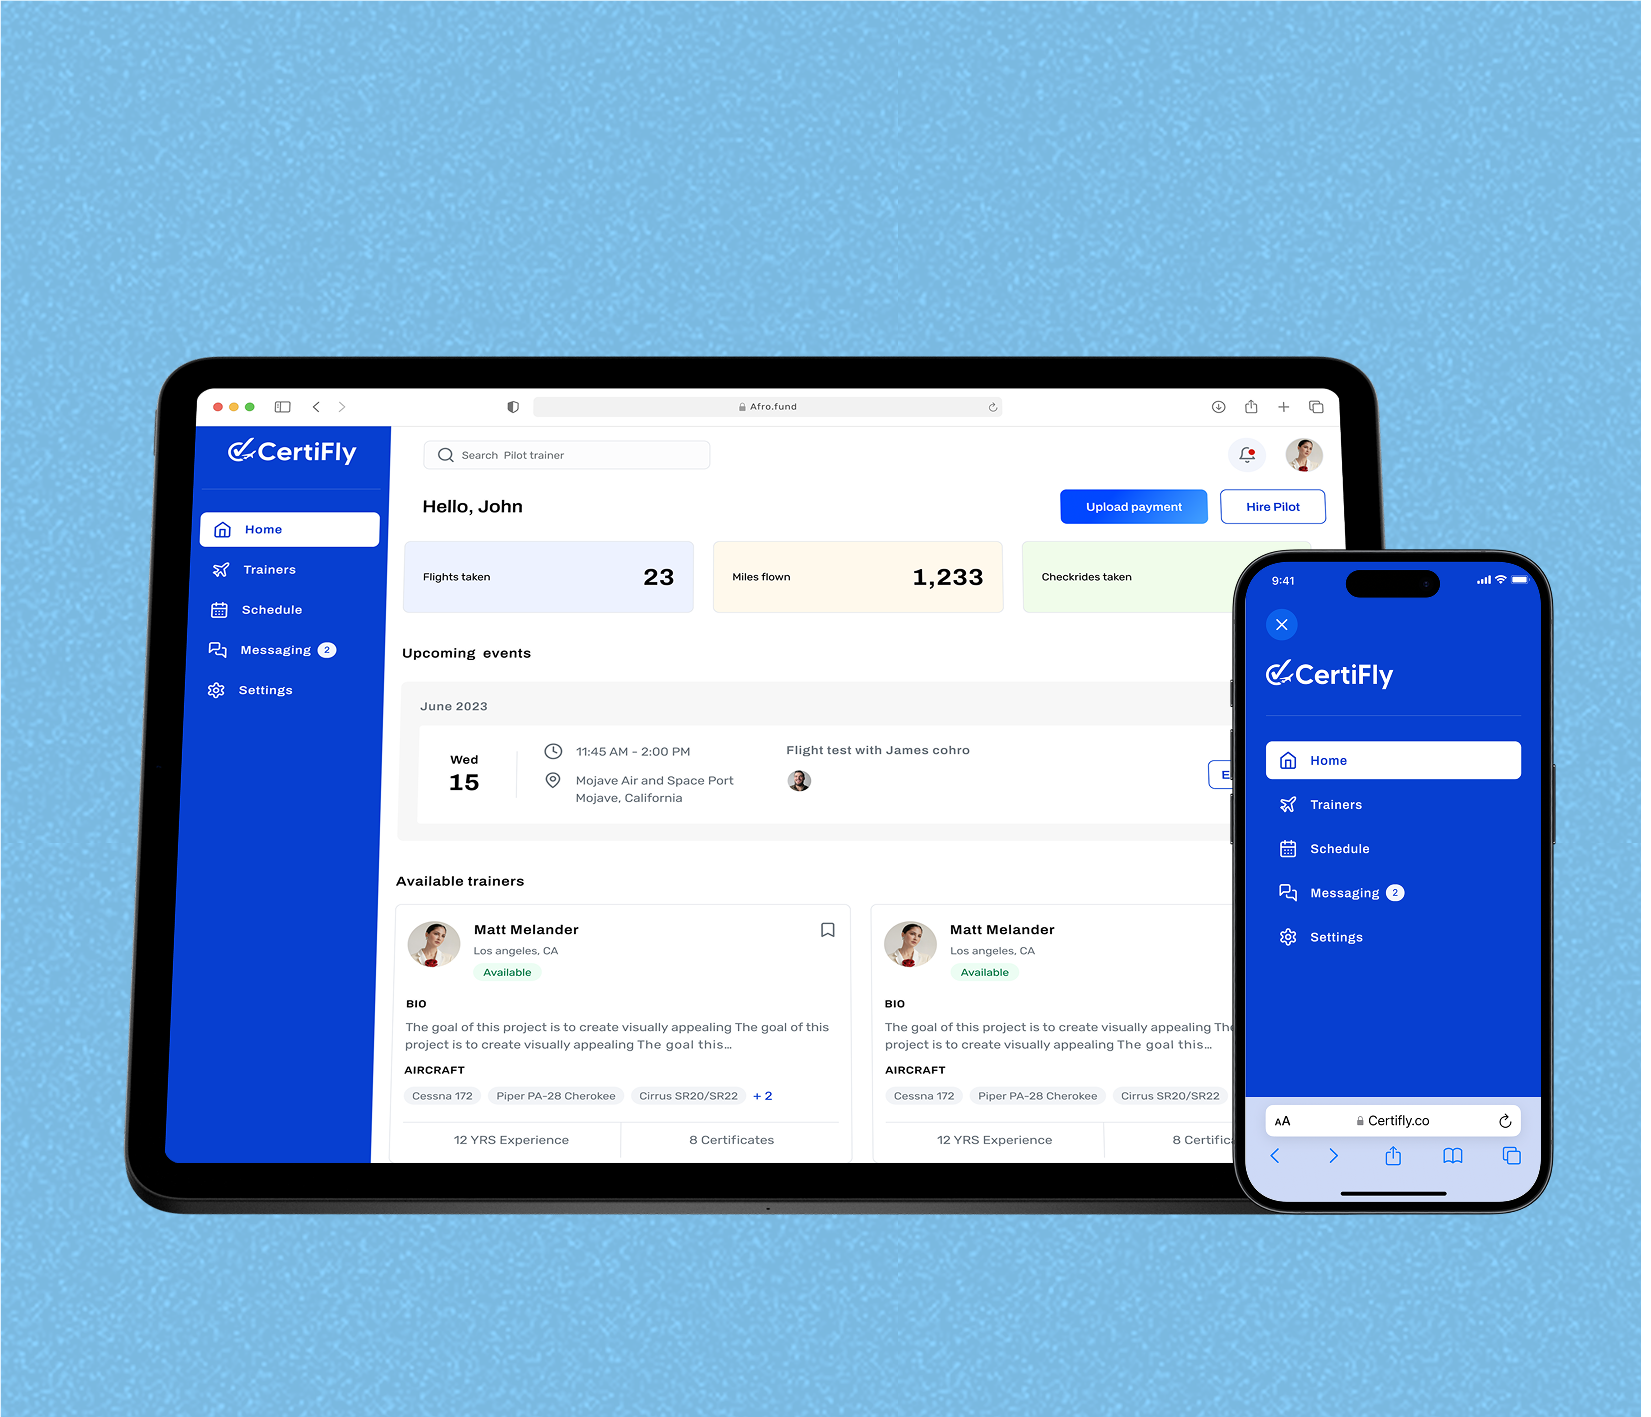 Afro.fund
CertiFly
Home
Trainers
Schedule
Messaging 2
Settings
Search Pilot trainer
Hello, John
Upload payment
Hire Pilot
Flights taken 23
Miles flown 1,233
Checkrides taken
Upcoming events
June 2023
Wed
15
11:45 AM - 2:00 PM
Mojave Air and Space Port
Mojave, California
Flight test with James cohro
E
Available trainers
Matt Melander
Los angeles, CA
Available
BIO
The goal of this project is to create visually appealing The goal of this
project is to create visually appealing The goal this...
AIRCRAFT
Cessna 172 Piper PA-28 Cherokee Cirrus SR20/SR22 + 2
12 YRS Experience 8 Certificates
Matt Melander
Los angeles, CA
Available
BIO
The goal of this project is to create visually appealing The
project is to create visually appealing The goal this...
AIRCRAFT
Cessna 172 Piper PA-28 Cherokee Cirrus SR20/SR22
12 YRS Experience 8 Certific
9:41
CertiFly
Home
Trainers
Schedule
Messaging 2
Settings
AA Certifly.co